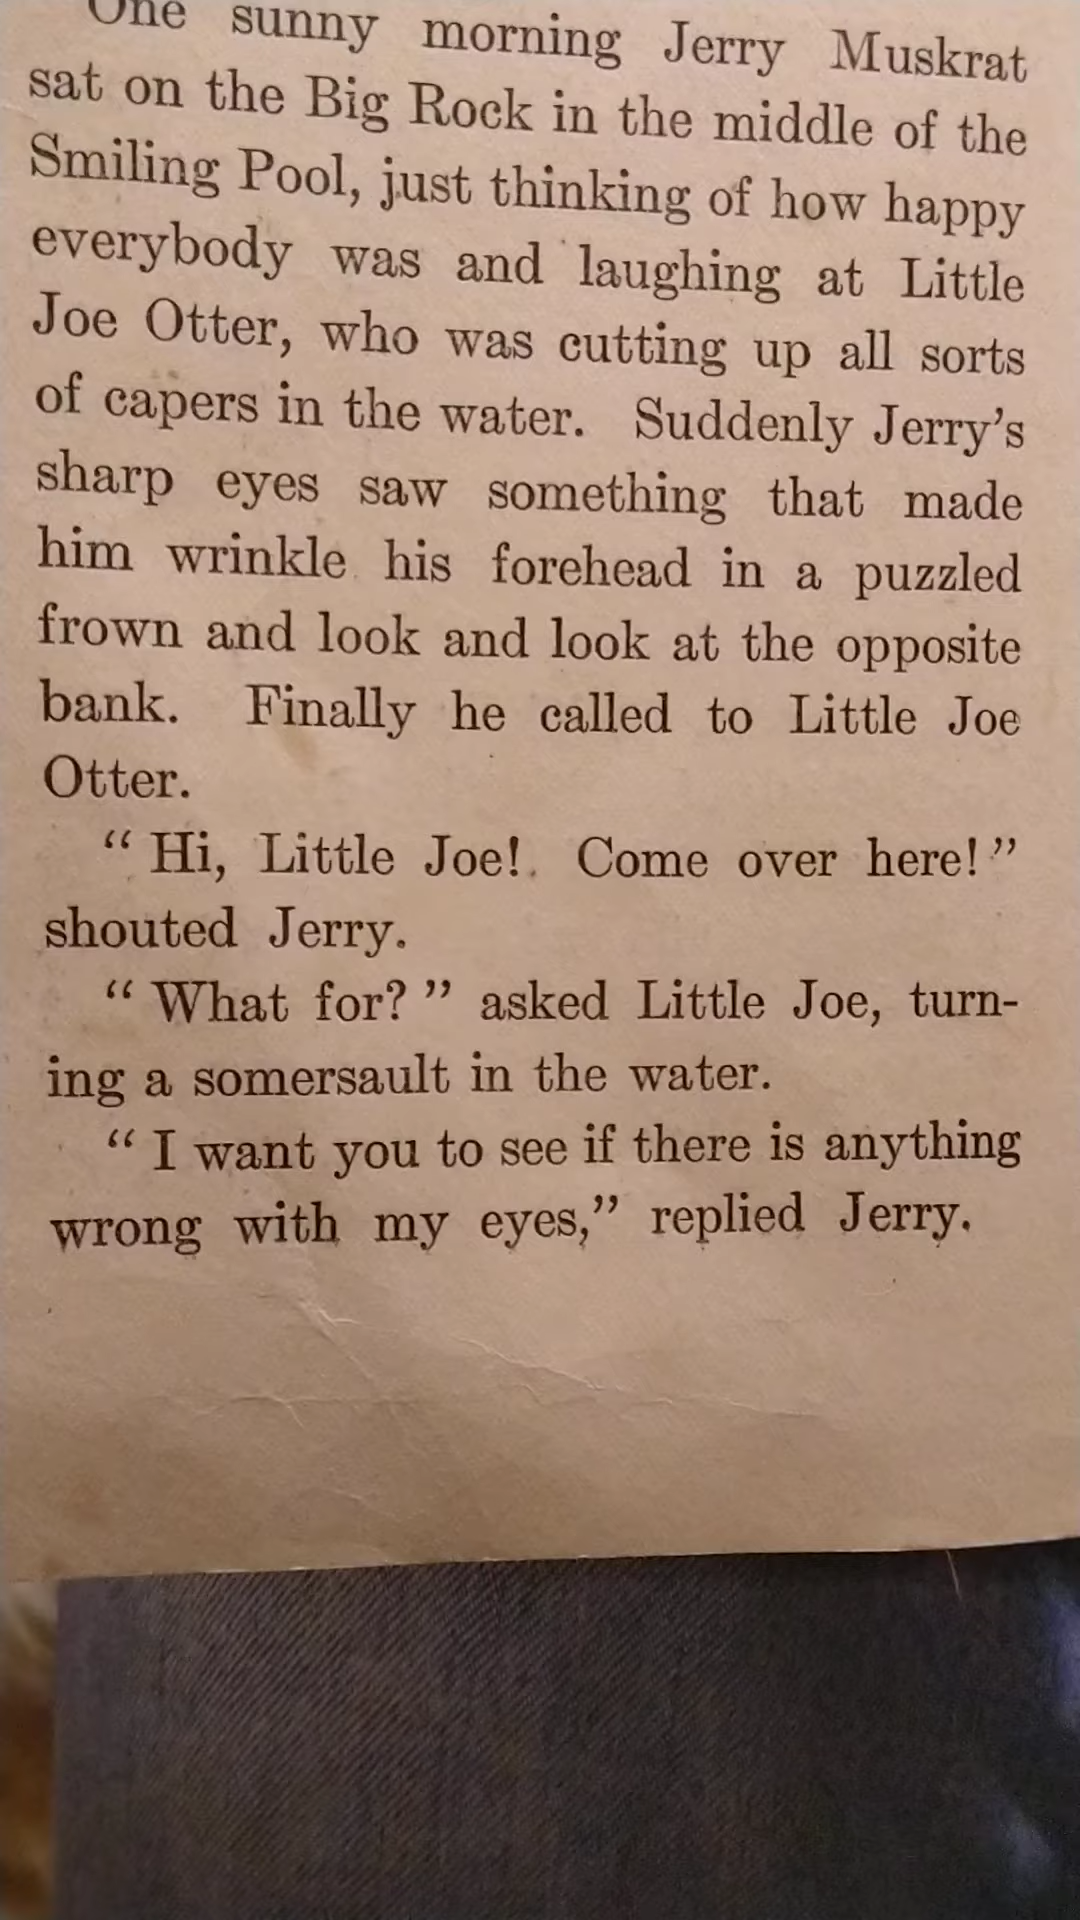 One sunny morning Jerry Muskrat
sat on the Big Rock in the middle of the
Smiling Pool, just thinking of how happy
everybody was and laughing at Little
Joe Otter, who was cutting up all sorts
of capers in the water. Suddenly Jerry’s
sharp eyes saw something that made
him wrinkle his forehead in a puzzled
frown and look and look at the opposite
bank. Finally he called to Little Joe
Otter.
“ Hi, Little Joe! Come over here! ”
shouted Jerry.
“ What for? ” asked Little Joe, turn-
ing a somersault in the water.
“ I want you to see if there is anything
wrong with my eyes,” replied Jerry.